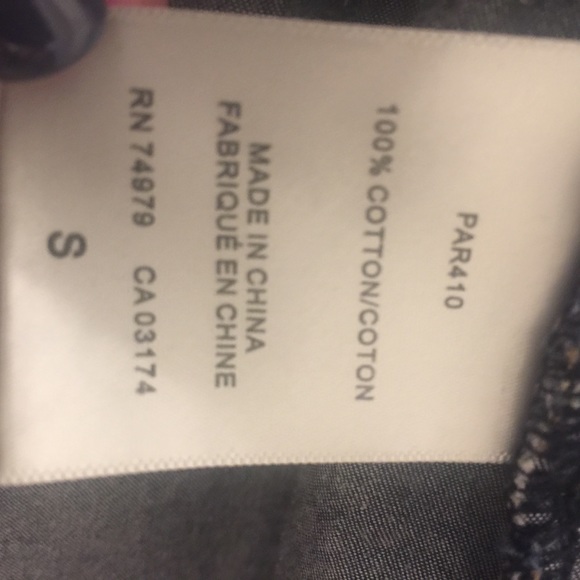 PAR410
100% COTTON/COTON
MADE IN CHINA
FABRIQUÉ EN CHINE
RN 74979 CA 03174
S